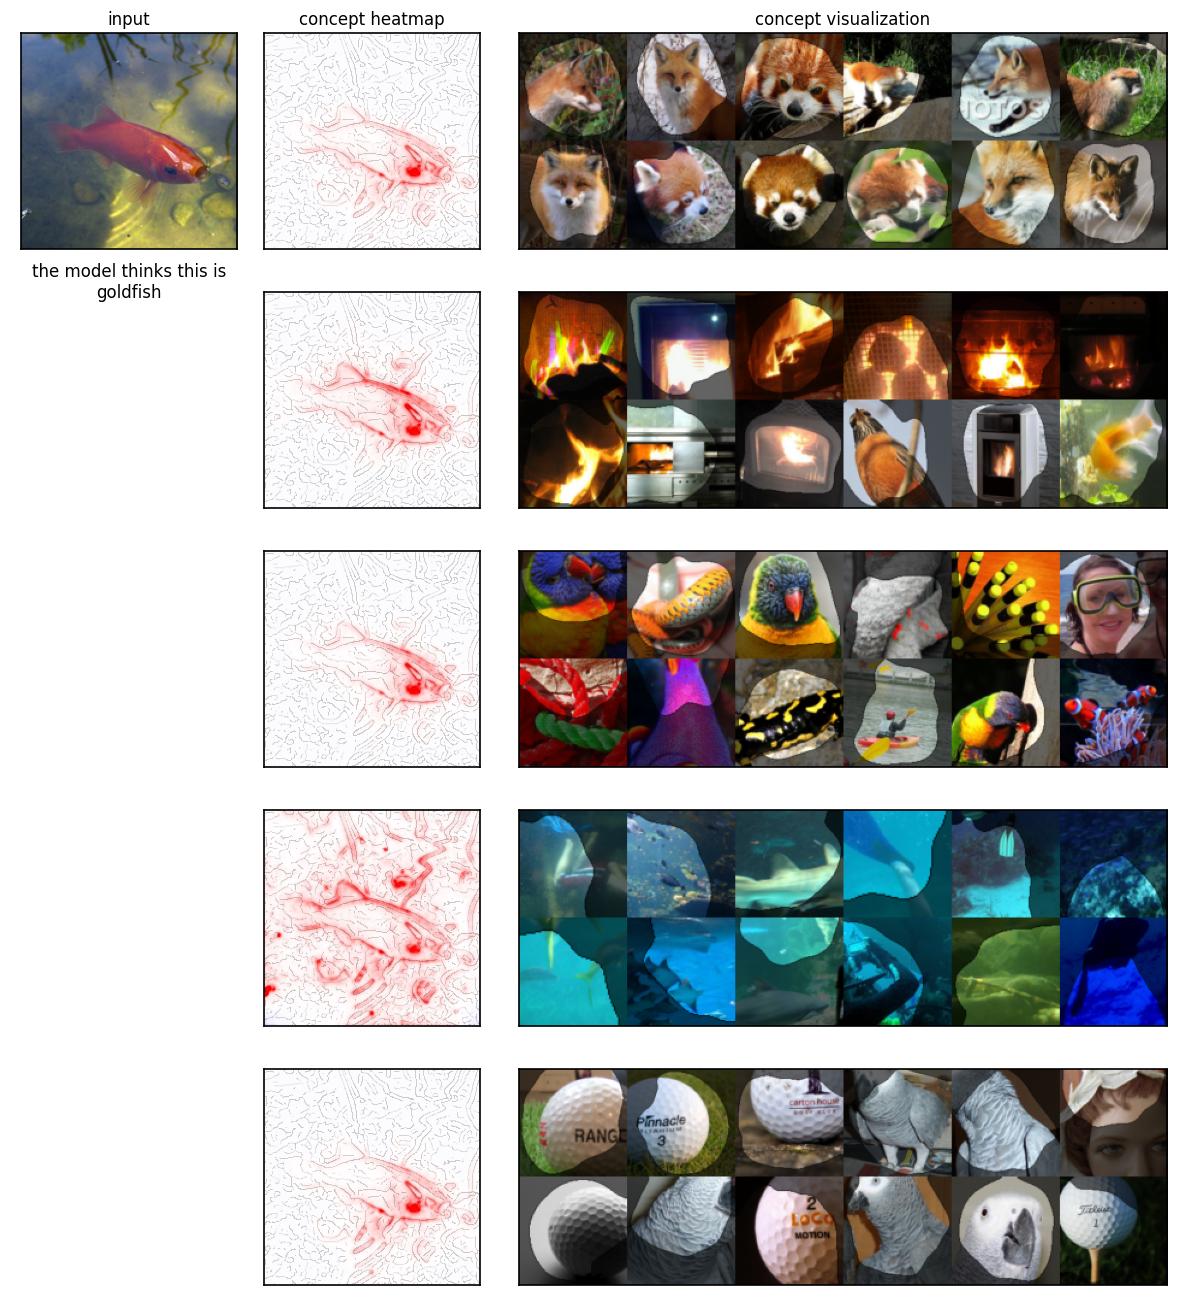 input
concept heatmap
concept visualization
the model thinks this is
goldfish
RANGE
Pinnacle
3
carton house
2
LOCO
MOTION
Titleist
1